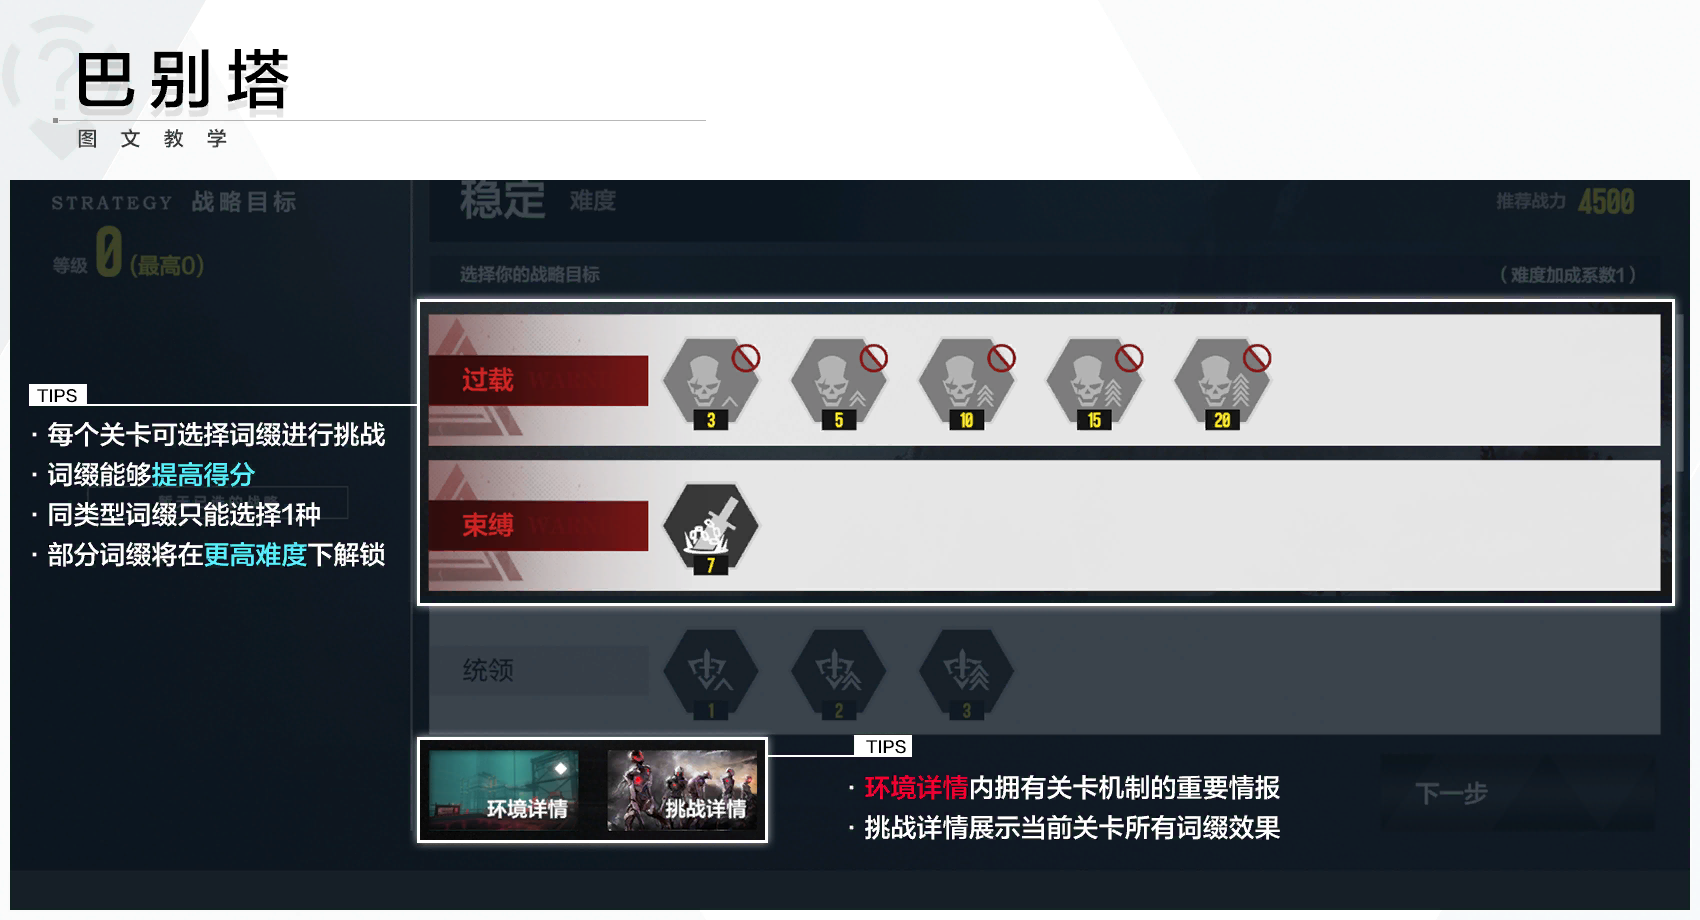 巴别塔
图文教学
STRATEGY 战略目标
等级 0 (最高0)
稳定 难度
推荐战力 4500
选择你的战略目标
(难度加成系数1)
过载
3
5
10
15
20
TIPS
· 每个关卡可选择词缀进行挑战
· 词缀能够提高得分
· 同类型词缀只能选择1种
· 部分词缀将在更高难度下解锁
束缚
7
统领
1
2
3
环境详情
挑战详情
TIPS
· 环境详情内拥有关卡机制的重要情报
· 挑战详情展示当前关卡所有词缀效果
下一步